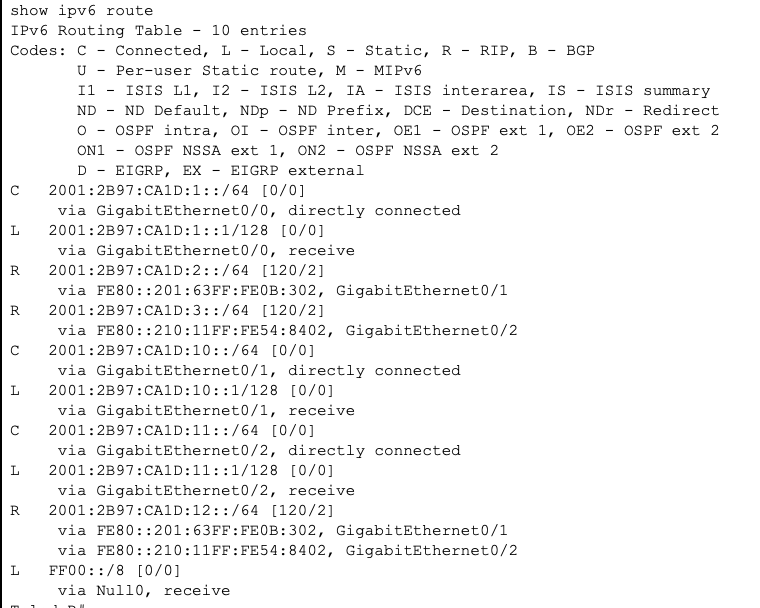 show ipv6 route
IPv6 Routing Table - 10 entries
Codes: C - Connected, L - Local, S - Static, R - RIP, B - BGP
       U - Per-user Static route, M - MIPv6
       I1 - ISIS L1, I2 - ISIS L2, IA - ISIS interarea, IS - ISIS summary
       ND - ND Default, NDp - ND Prefix, DCE - Destination, NDr - Redirect
       O - OSPF intra, OI - OSPF inter, OE1 - OSPF ext 1, OE2 - OSPF ext 2
       ON1 - OSPF NSSA ext 1, ON2 - OSPF NSSA ext 2
       D - EIGRP, EX - EIGRP external
C   2001:2B97:CA1D:1::/64 [0/0]
     via GigabitEthernet0/0, directly connected
L   2001:2B97:CA1D:1::1/128 [0/0]
     via GigabitEthernet0/0, receive
R   2001:2B97:CA1D:2::/64 [120/2]
     via FE80::201:63FF:FE0B:302, GigabitEthernet0/1
R   2001:2B97:CA1D:3::/64 [120/2]
     via FE80::210:11FF:FE54:8402, GigabitEthernet0/2
C   2001:2B97:CA1D:10::/64 [0/0]
     via GigabitEthernet0/1, directly connected
L   2001:2B97:CA1D:10::1/128 [0/0]
     via GigabitEthernet0/1, receive
C   2001:2B97:CA1D:11::/64 [0/0]
     via GigabitEthernet0/2, directly connected
L   2001:2B97:CA1D:11::1/128 [0/0]
     via GigabitEthernet0/2, receive
R   2001:2B97:CA1D:12::/64 [120/2]
     via FE80::201:63FF:FE0B:302, GigabitEthernet0/1
     via FE80::210:11FF:FE54:8402, GigabitEthernet0/2
L   FF00::/8 [0/0]
     via Null0, receive